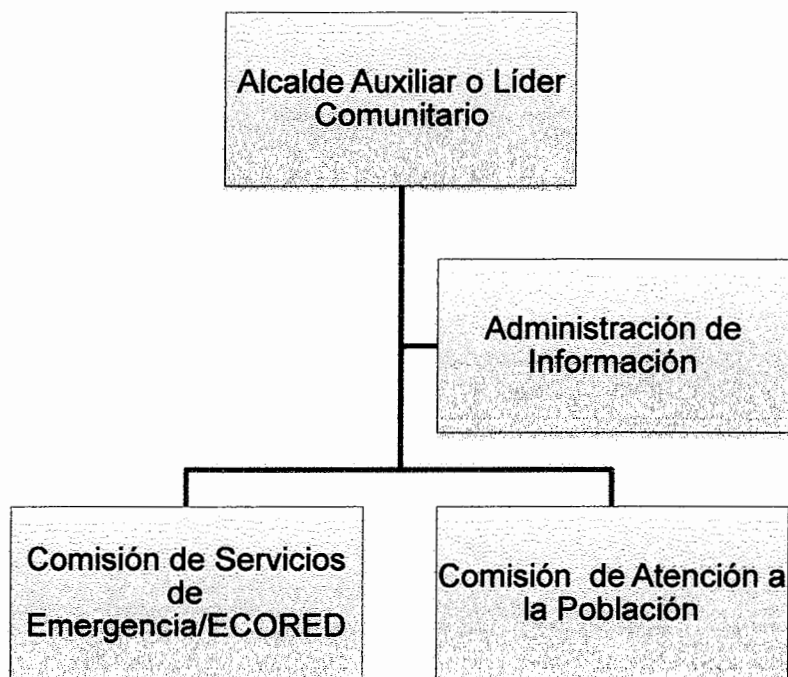 Alcalde Auxiliar o Líder
Comunitario
Administración de
Información
Comisión de Servicios
de
Emergencia/ECORED
Comisión de Atención a
la Población